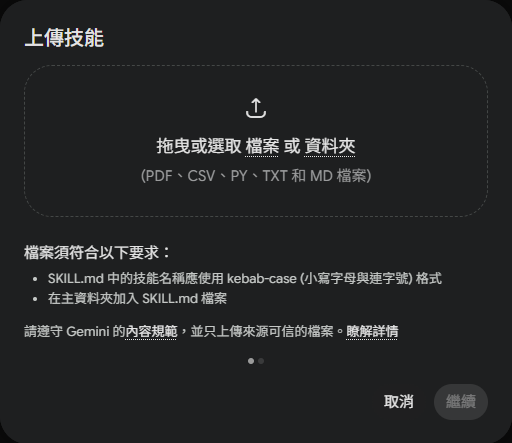 上傳技能
拖曳或選取 檔案 或 資料夾
(PDF、CSV、PY、TXT 和 MD 檔案)
檔案須符合以下要求：
• SKILL.md 中的技能名稱應使用 kebab-case (小寫字母與連字號) 格式
• 在主資料夾加入 SKILL.md 檔案
請遵守 Gemini 的內容規範，並只上傳來源可信的檔案。瞭解詳情
取消 繼續